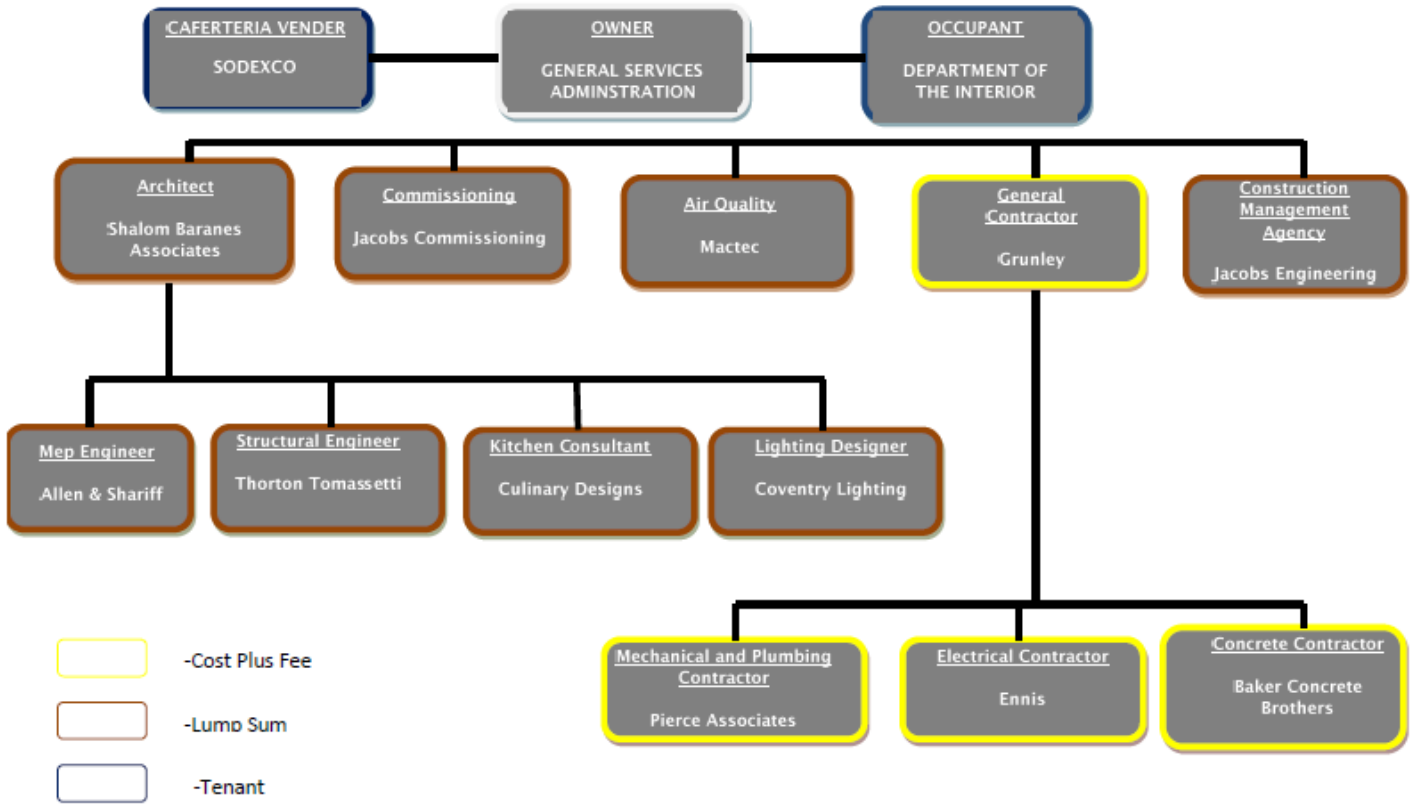 CAFERTERIA VENDER
SODEXCO
OWNER
GENERAL SERVICES
ADMINSTRATION
OCCUPANT
DEPARTMENT OF
THE INTERIOR
Architect
Shalom Baranes
Associates
Commissioning
Jacobs Commissioning
Air Quality
Mactec
General
Contractor
Grunley
Construction
Management
Agency
Jacobs Engineering
Mep Engineer
Allen & Shariff
Structural Engineer
Thorton Tomassetti
Kitchen Consultant
Culinary Designs
Lighting Designer
Coventry Lighting
Mechanical and Plumbing
Contractor
Pierce Associates
Electrical Contractor
Ennis
Concrete Contractor
Baker Concrete
Brothers
-Cost Plus Fee
-Lump Sum
-Tenant